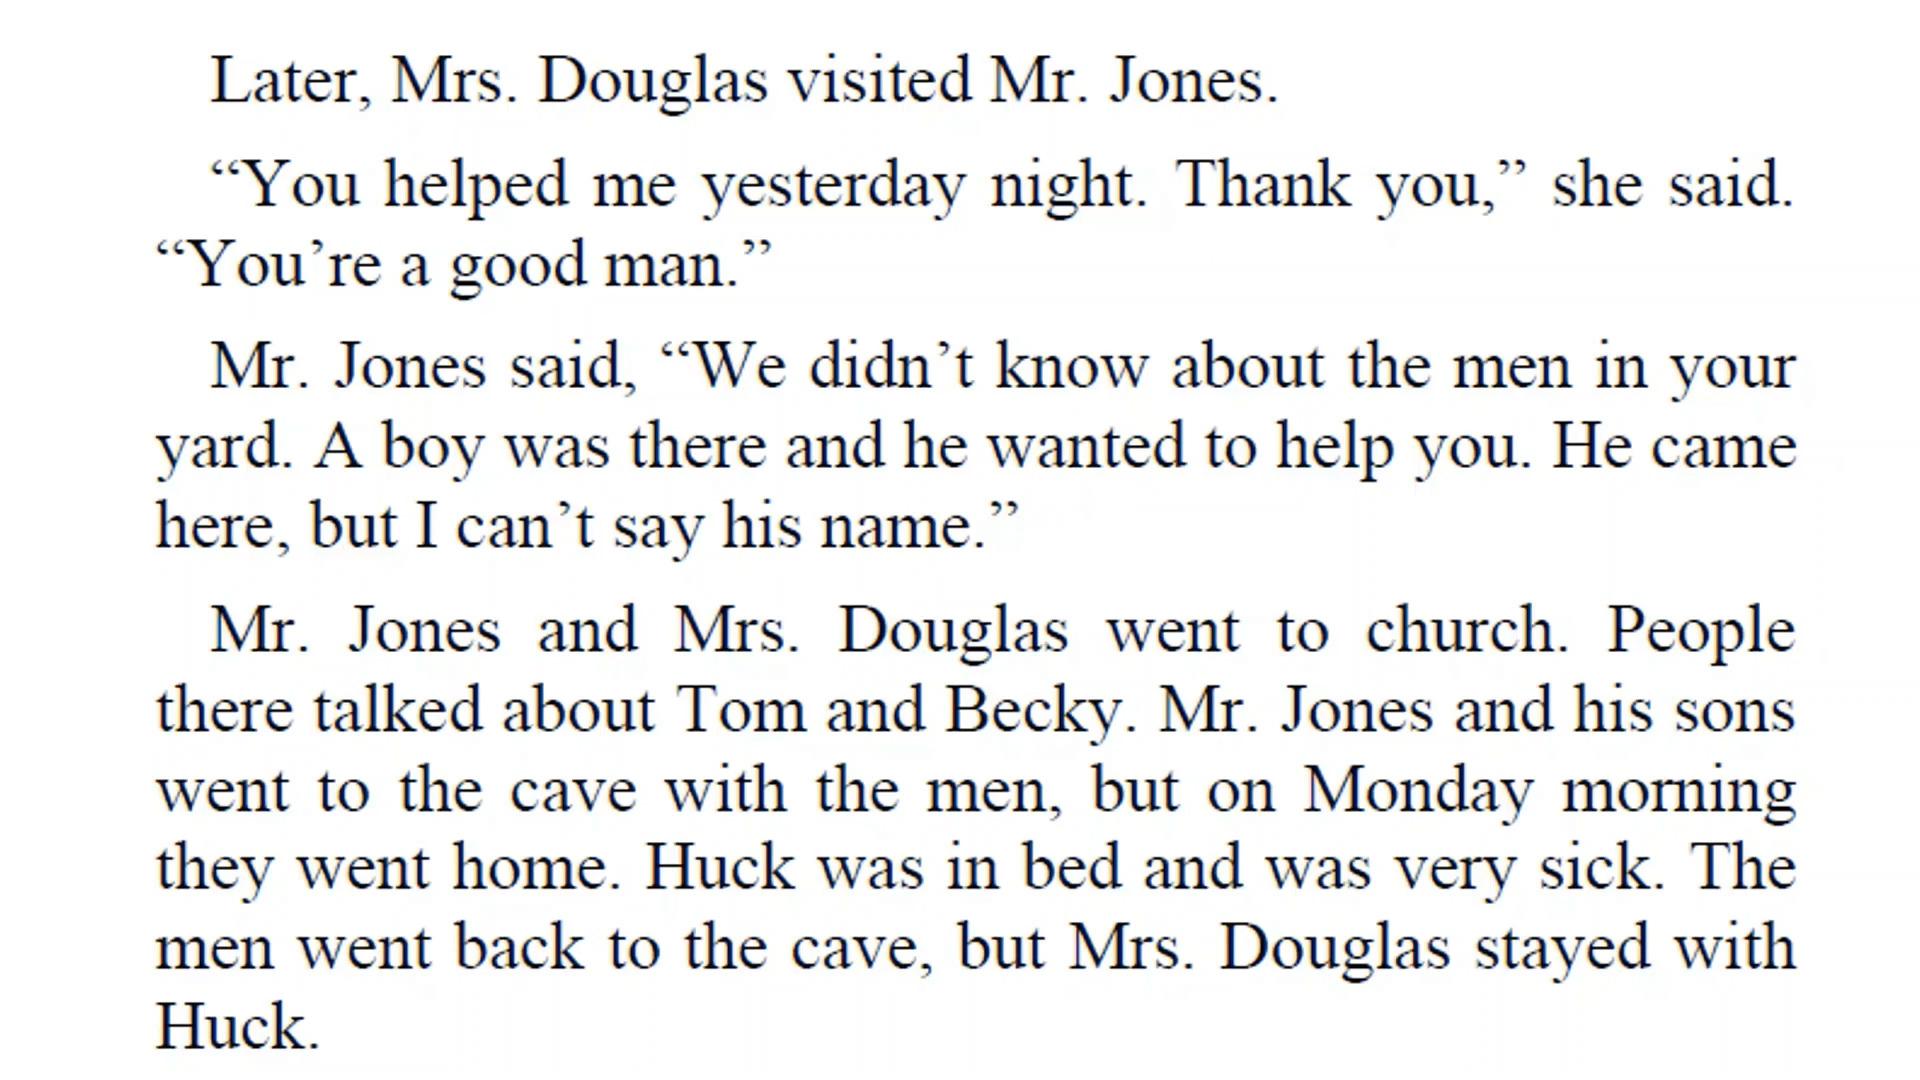 Later, Mrs. Douglas visited Mr. Jones.
“You helped me yesterday night. Thank you,” she said.
“You’re a good man.”
Mr. Jones said, “We didn’t know about the men in your
yard. A boy was there and he wanted to help you. He came
here, but I can’t say his name.”
Mr. Jones and Mrs. Douglas went to church. People
there talked about Tom and Becky. Mr. Jones and his sons
went to the cave with the men, but on Monday morning
they went home. Huck was in bed and was very sick. The
men went back to the cave, but Mrs. Douglas stayed with
Huck.